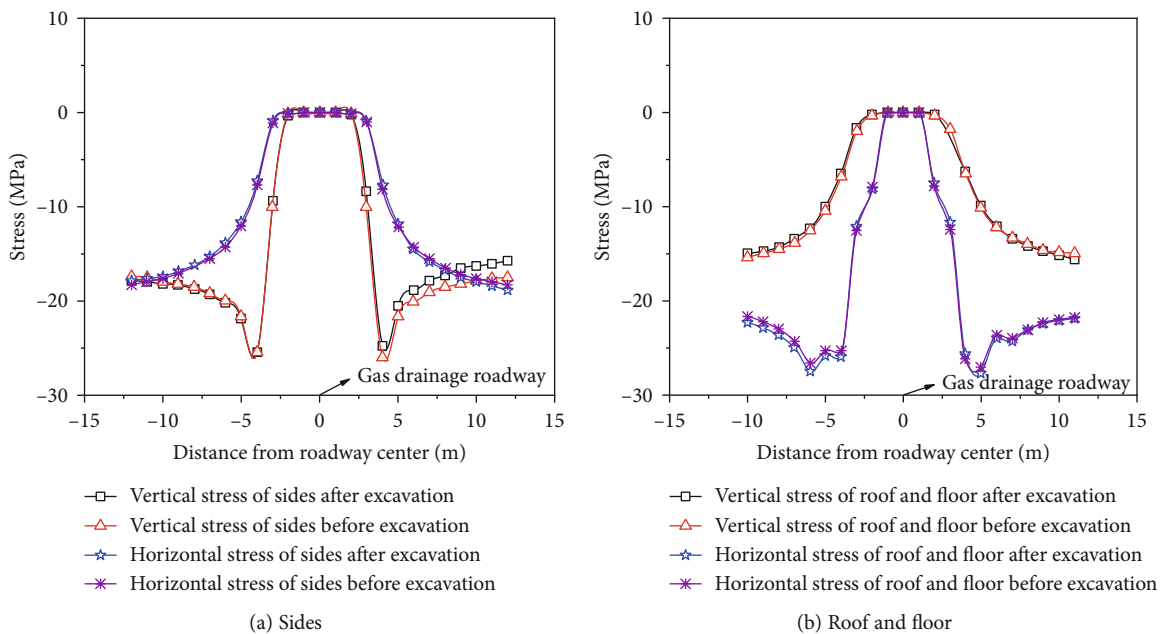 10
0
−10
−20
−30
Stress (MPa)
−15
−10
−5
0
5
10
15
Gas drainage roadway
Distance from roadway center (m)
Vertical stress of sides after excavation
Vertical stress of sides before excavation
Horizontal stress of sides after excavation
Horizontal stress of sides before excavation
(a) Sides
10
0
−10
−20
−30
Stress (MPa)
−15
−10
−5
0
5
10
15
Gas drainage roadway
Distance from roadway center (m)
Vertical stress of roof and floor after excavation
Vertical stress of roof and floor before excavation
Horizontal stress of roof and floor after excavation
Horizontal stress of roof and floor before excavation
(b) Roof and floor